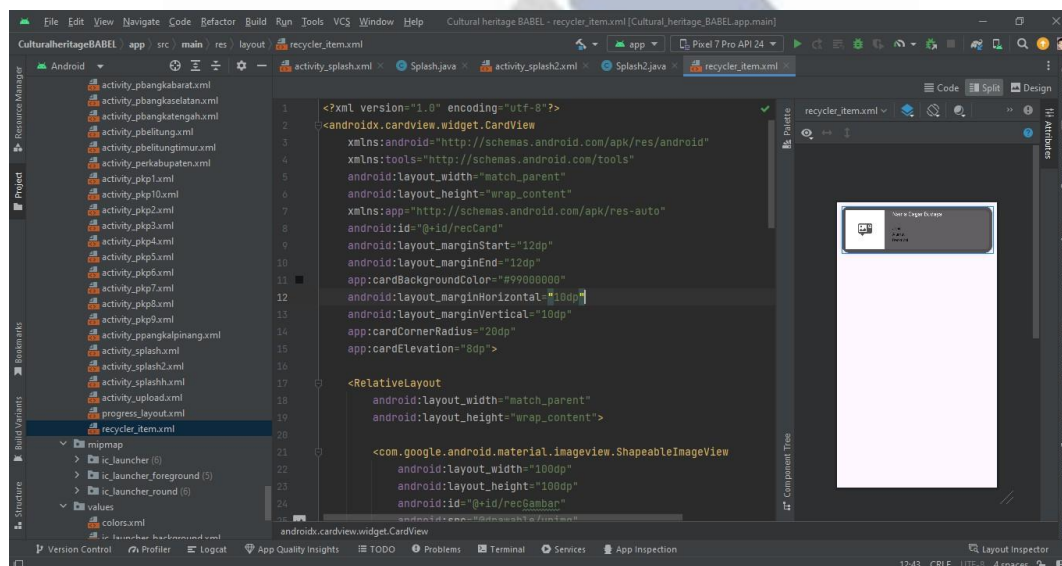 File Edit View Navigate Code Refactor Build Run Tools VCS Window Help Cultural heritage BABEL - recycler_item.xml [Cultural_heritage_BABEL.app.main]
CulturalheritageBABEL app src main res layout recycler_item.xml app Pixel 7 Pro API 24
Android activity_splash.xml Splash.java activity_splash2.xml Splash2.java recycler_item.xml
Code Split Design
Resource Manager
Project
Bookmarks
Build Variants
Structure
activity_pbangkabarat.xml
activity_pbangkaselatan.xml
activity_pbangkatengah.xml
activity_pbelitung.xml
activity_pbelitungtimur.xml
activity_perkabupaten.xml
activity_pkp1.xml
activity_pkp10.xml
activity_pkp2.xml
activity_pkp3.xml
activity_pkp4.xml
activity_pkp5.xml
activity_pkp6.xml
activity_pkp7.xml
activity_pkp8.xml
activity_pkp9.xml
activity_ppangkalpinang.xml
activity_splash.xml
activity_splash2.xml
activity_splashh.xml
activity_upload.xml
progress_layout.xml
recycler_item.xml
mipmap
ic_launcher (6)
ic_launcher_foreground (5)
ic_launcher_round (6)
values
colors.xml
ic_launcher_background.xml
1 <?xml version="1.0" encoding="utf-8"?>
2 <androidx.cardview.widget.CardView
3 xmlns:android="http://schemas.android.com/apk/res/android"
4 xmlns:tools="http://schemas.android.com/tools"
5 android:layout_width="match_parent"
6 android:layout_height="wrap_content"
7 xmlns:app="http://schemas.android.com/apk/res-auto"
8 android:id="@+id/recCard"
9 android:layout_marginStart="12dp"
10 android:layout_marginEnd="12dp"
11 app:cardBackgroundColor="#99000000"
12 android:layout_marginHorizontal="10dp"
13 android:layout_marginVertical="10dp"
14 app:cardCornerRadius="20dp"
15 app:cardElevation="8dp">
16
17 <RelativeLayout
18 android:layout_width="match_parent"
19 android:layout_height="wrap_content">
20
21 <com.google.android.material.imageview.ShapeableImageView
22 android:layout_width="100dp"
23 android:layout_height="100dp"
24 android:id="@+id/recGambar"
25 android:src="@drawable/upimg"
androidx.cardview.widget.CardView
Palette
Component Tree
recycler_item.xml
Attributes
Nama Cagar Budaya
Version Control Profiler Logcat App Quality Insights TODO Problems Terminal Services App Inspection Layout Inspector
12:43 CRLF UTF-8 4 spaces